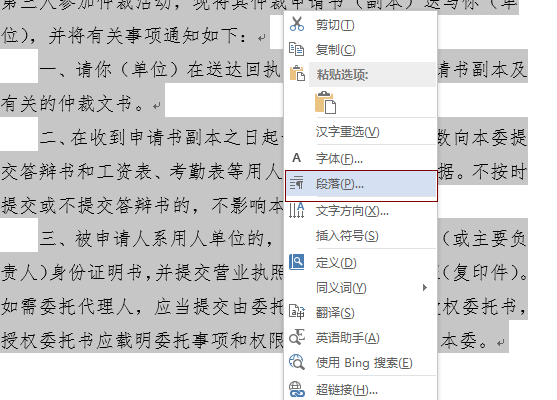 第三人参加仲裁活动，现将其仲裁申请书（副本）送与你（单
位），并将有关事项通知如下：
一、请你（单位）在送达回执
请书副本及
有关的仲裁文书。
二、在收到申请书副本之日起
数向本委提
交答辩书和工资表、考勤表等用人
据。不按时
提交或不提交答辩书的，不影响本
三、被申请人系用人单位的，
（或主要负
责人)身份证明书,并提交营业执照
(复印件)。
如需委托代理人，应当提交由委托
权委托书，
授权委托书应载明委托事项和权限
本委。
剪切(T)
复制(C)
粘贴选项:
汉字重选(V)
字体(F)...
段落(P)...
文字方向(X)...
插入符号(S)
定义(D)
同义词(Y)
翻译(S)
英语助手(A)
使用 Bing 搜索(E)
超链接(H)...